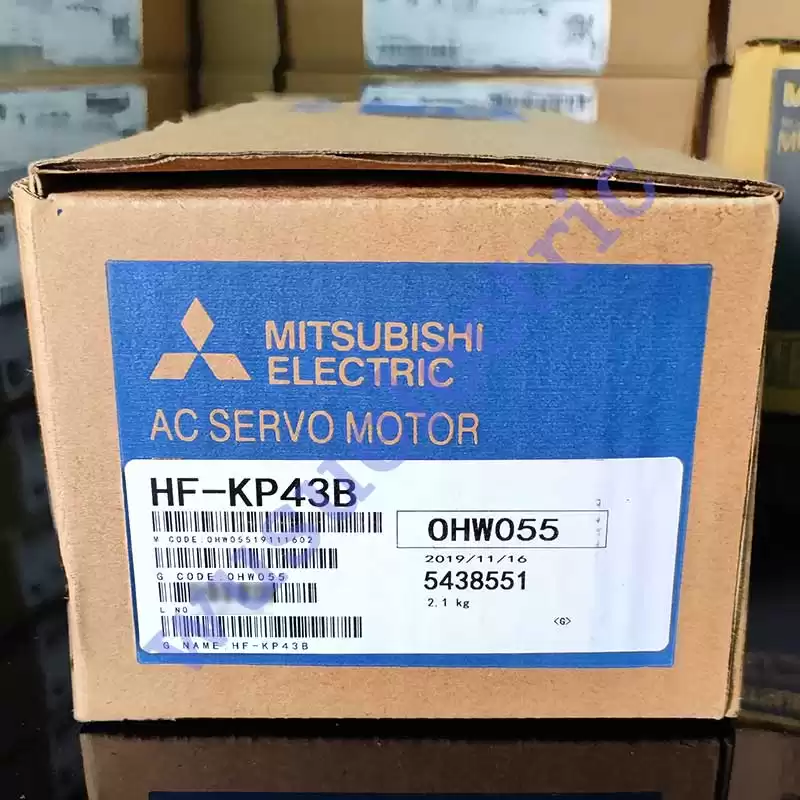 MITSUBISHI
ELECTRIC
AC SERVO MOTOR
HF-KP43B
M CODE:0HW05519111602
0HW055
2019/11/16
G CODE:0HW055
5438551
L NO
2.1 kg
<G>
G NAME HF-KP43B